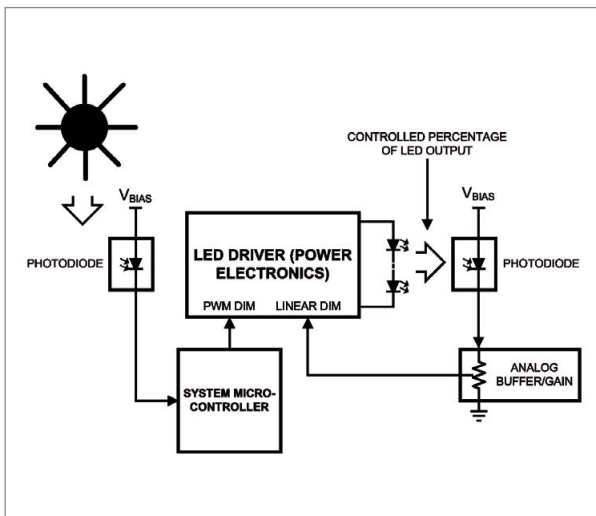 CONTROLLED PERCENTAGE
OF LED OUTPUT
VBIAS
VBIAS
PHOTODIODE
LED DRIVER (POWER
ELECTRONICS)
PWM DIM
LINEAR DIM
PHOTODIODE
SYSTEM MICRO-
CONTROLLER
ANALOG
BUFFER/GAIN